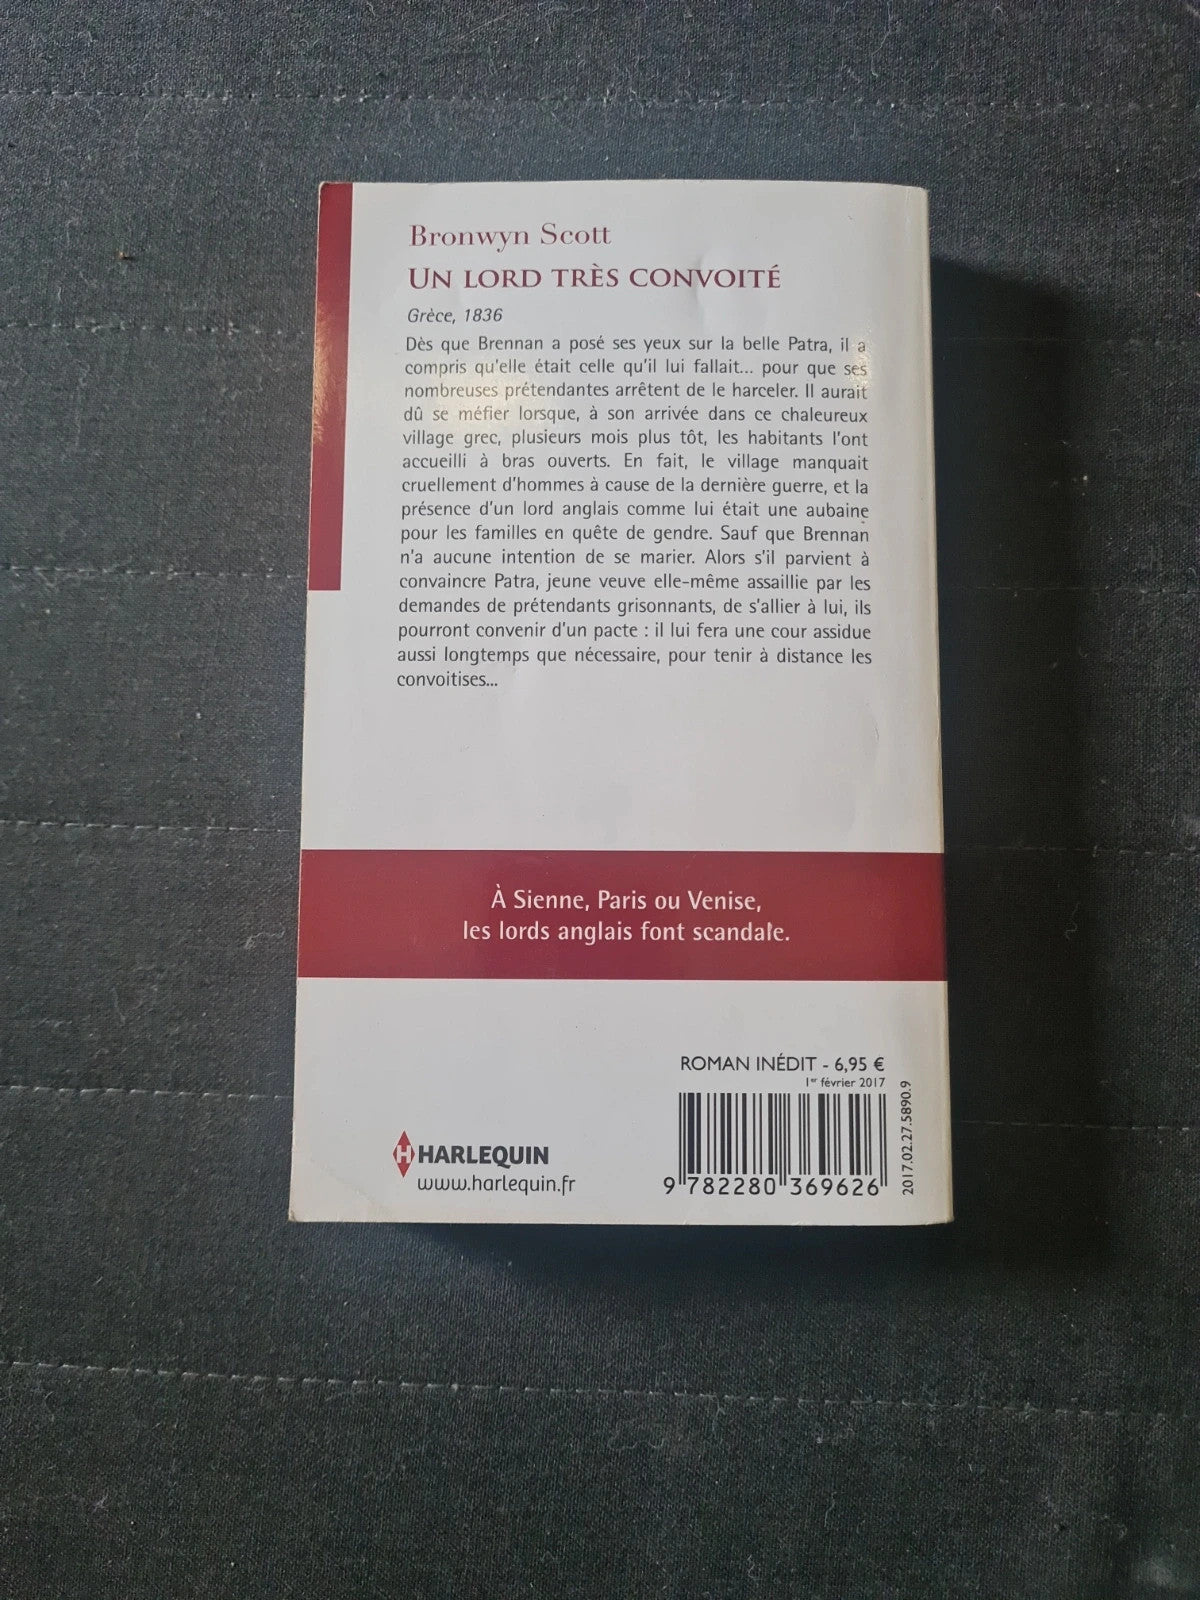 Bronwyn Scott
UN LORD TRÈS CONVOITÉ
Grèce, 1836
Dès que Brennan a posé ses yeux sur la belle Patra, il a
compris qu'elle était celle qu'il lui fallait... pour que ses
nombreuses prétendantes arrêtent de le harceler. Il aurait
dû se méfier lorsque, à son arrivée dans ce chaleureux
village grec, plusieurs mois plus tôt, les habitants l'ont
accueilli à bras ouverts. En fait, le village manquait
cruellement d'hommes à cause de la dernière guerre, et la
présence d'un lord anglais comme lui était une aubaine
pour les familles en quête de gendre. Sauf que Brennan
n'a aucune intention de se marier. Alors s'il parvient à
convaincre Patra, jeune veuve elle-même assaillie par les
demandes de prétendants grisonnants, de s'allier à lui, ils
pourront convenir d'un pacte : il lui fera une cour assidue
aussi longtemps que nécessaire, pour tenir à distance les
convoitises...
À Sienne, Paris ou Venise,
les lords anglais font scandale.
ROMAN INÉDIT - 6,95 €
1er février 2017
2017.02.27.5890.9
H HARLEQUIN
www.harlequin.fr
9 782280 369626